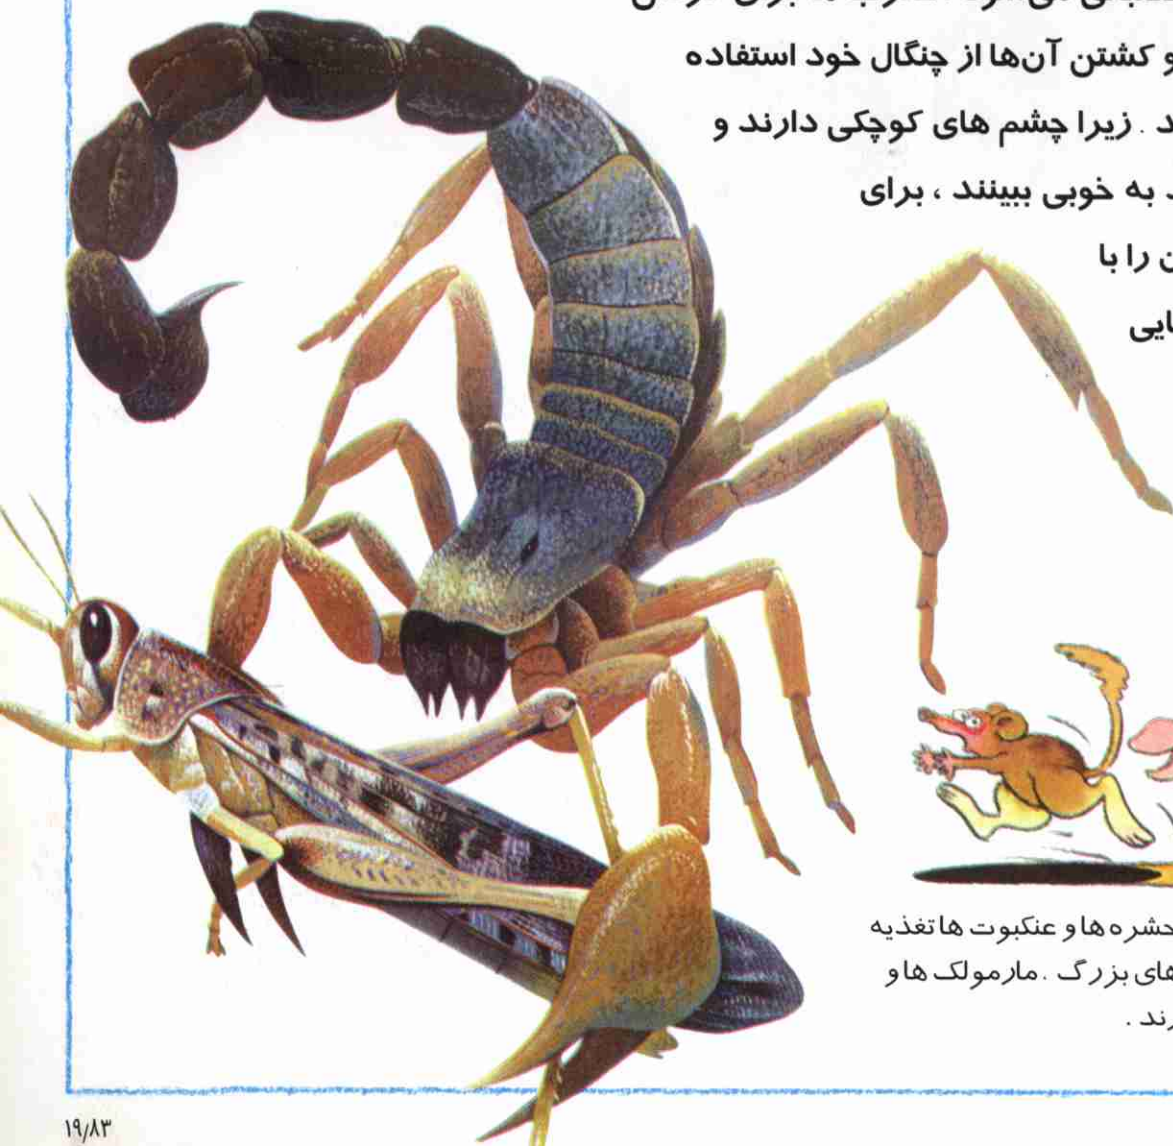 و کشتن آن‌ها از چنگال خود استفاده
د . زیرا چشم های کوچکی دارند و
به خوبی ببینند ، برای
را با
حشره ها و عنکبوت ها تغذیه
های بزرگ . مارمولک ها و
رند .
۱۹/۸۳